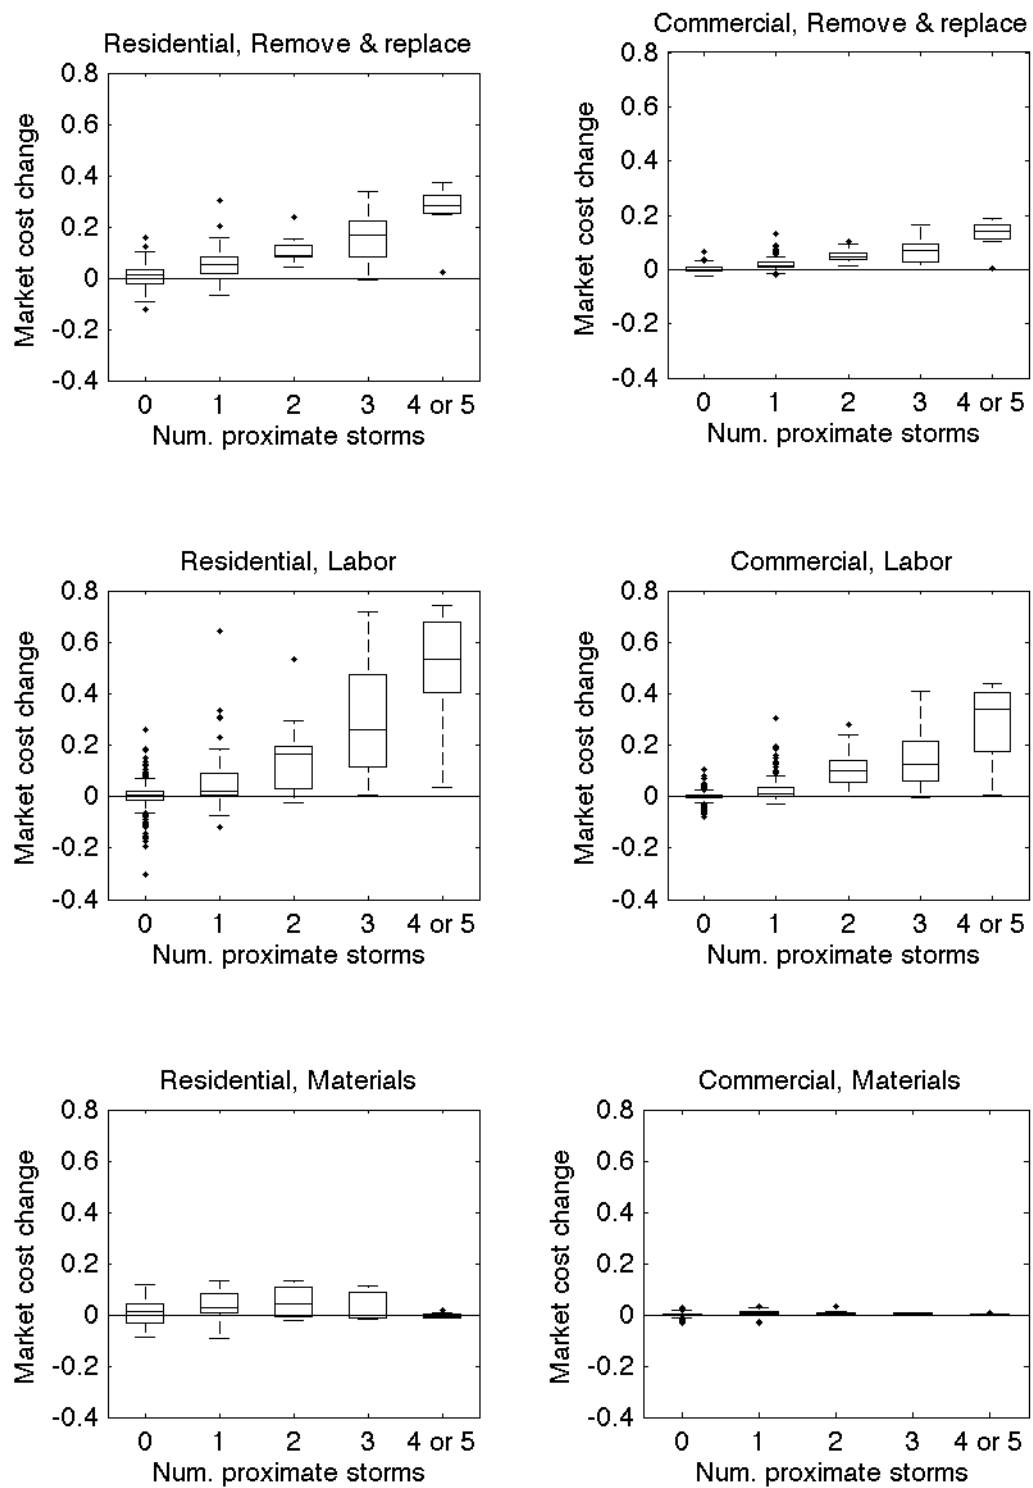 Residential, Remove & replace
0.8
0.6
0.4
0.2
0
-0.2
-0.4
Market cost change
0 1 2 3 4 or 5
Num. proximate storms
Commercial, Remove & replace
0.8
0.6
0.4
0.2
0
-0.2
-0.4
Market cost change
0 1 2 3 4 or 5
Num. proximate storms
Residential, Labor
0.8
0.6
0.4
0.2
0
-0.2
-0.4
Market cost change
0 1 2 3 4 or 5
Num. proximate storms
Commercial, Labor
0.8
0.6
0.4
0.2
0
-0.2
-0.4
Market cost change
0 1 2 3 4 or 5
Num. proximate storms
Residential, Materials
0.8
0.6
0.4
0.2
0
-0.2
-0.4
Market cost change
0 1 2 3 4 or 5
Num. proximate storms
Commercial, Materials
0.8
0.6
0.4
0.2
0
-0.2
-0.4
Market cost change
0 1 2 3 4 or 5
Num. proximate storms